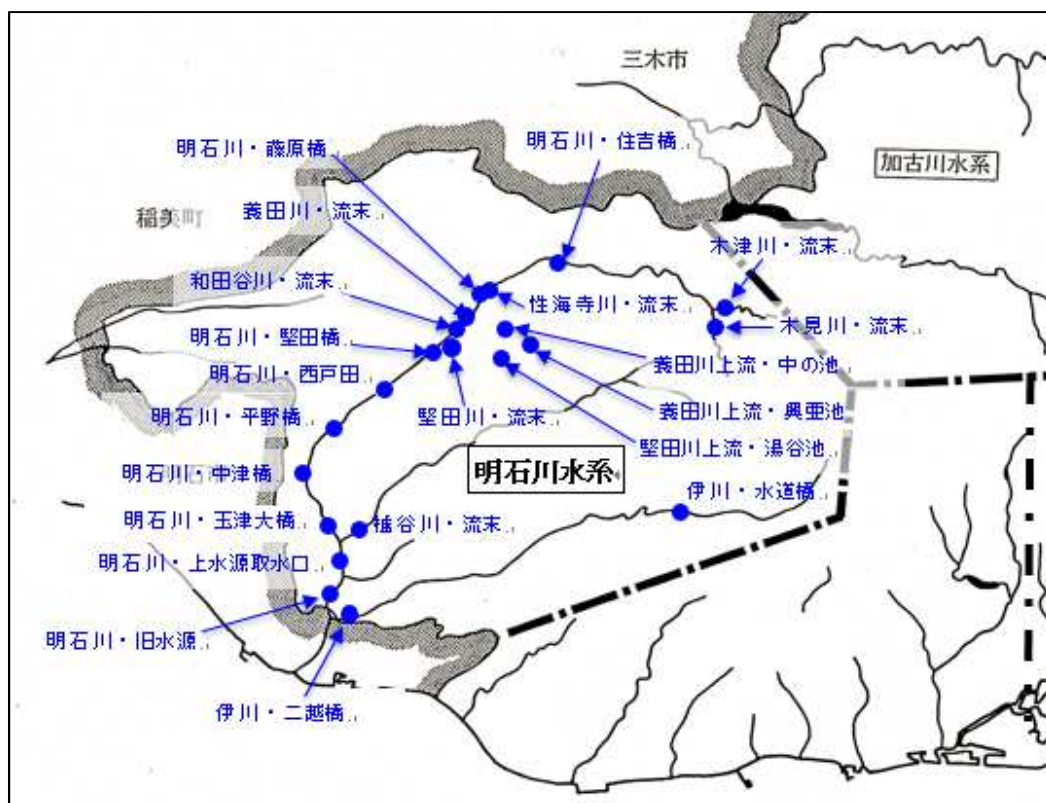 三木市
明石川・藤原橋
明石川・住吉橋
加古川水系
稲美町
養田川・流末
木津川・流末
和田谷川・流末
性海寺川・流末
明石川・堅田橋
木見川・流末
明石川・西戸田
養田川上流・中の池
明石川・平野橋
堅田川・流末
養田川上流・興亜池
堅田川上流・湯谷池
明石川・沖津橋
明石川水系
伊川・水道橋
明石川・玉津大橋
櫨谷川・流末
明石川・上水源取水口
明石川・旧水源
伊川・二越橋